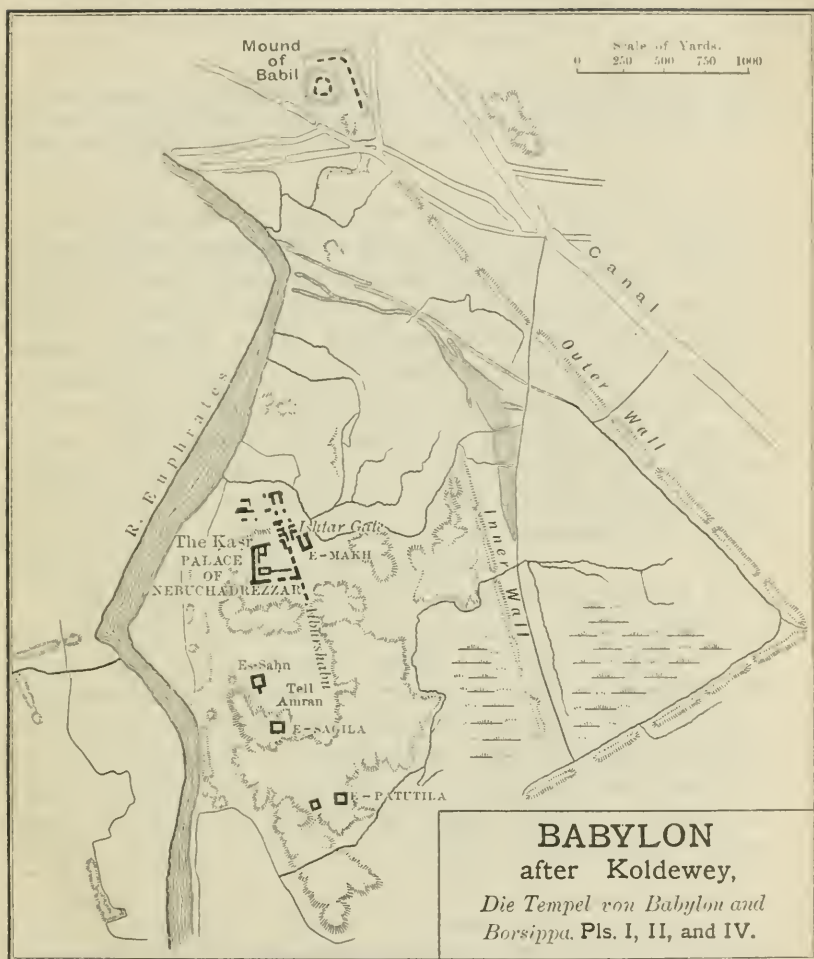 Mound
of
Babil
Scale of Yards.
0 250 500 750 1000
Canal
Outer Wall
R. Euphrates
Inner Wall
Ishtar Gate
The Kasr
E-MAKH
PALACE
OF
NEBUCHADREZZAR
Aiburshabu
Es-Sahn
Tell
Amran
E-SAGILA
E-PATUTILA
BABYLON
after Koldewey,
Die Tempel von Babylon and
Borsippa. Pls. I, II, and IV.